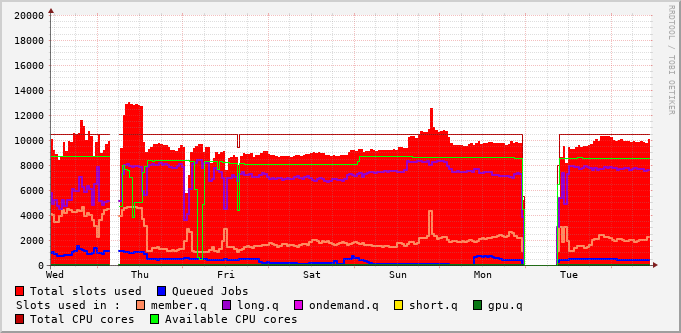 RRDTOOL / TOBI OETIKER
20000
18000
16000
14000
12000
10000
8000
6000
4000
2000
0
Wed Thu Fri Sat Sun Mon Tue
Total slots used Queued Jobs
Slots used in : member.q long.q ondemand.q short.q gpu.q
Total CPU cores Available CPU cores